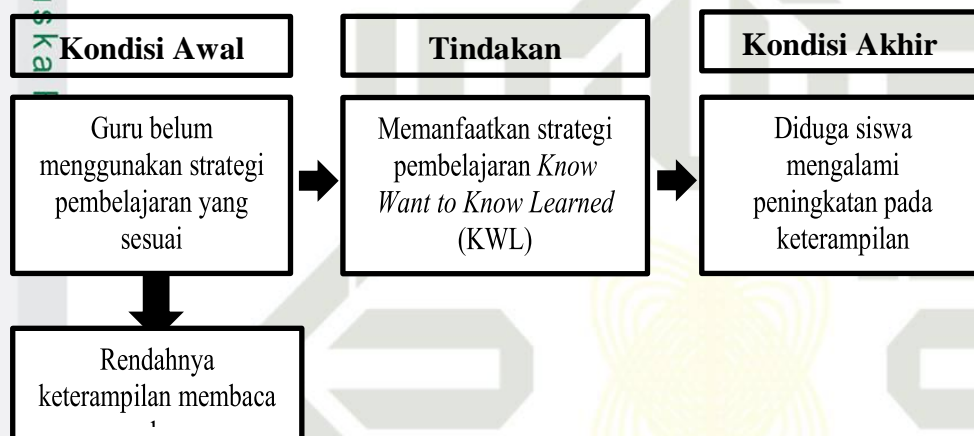 uska
Kondisi Awal
Tindakan
Kondisi Akhir
Guru belum
menggunakan strategi
pembelajaran yang
sesuai
Memanfaatkan strategi
pembelajaran Know
Want to Know Learned
(KWL)
Diduga siswa
mengalami
peningkatan pada
keterampilan
Rendahnya
keterampilan membaca